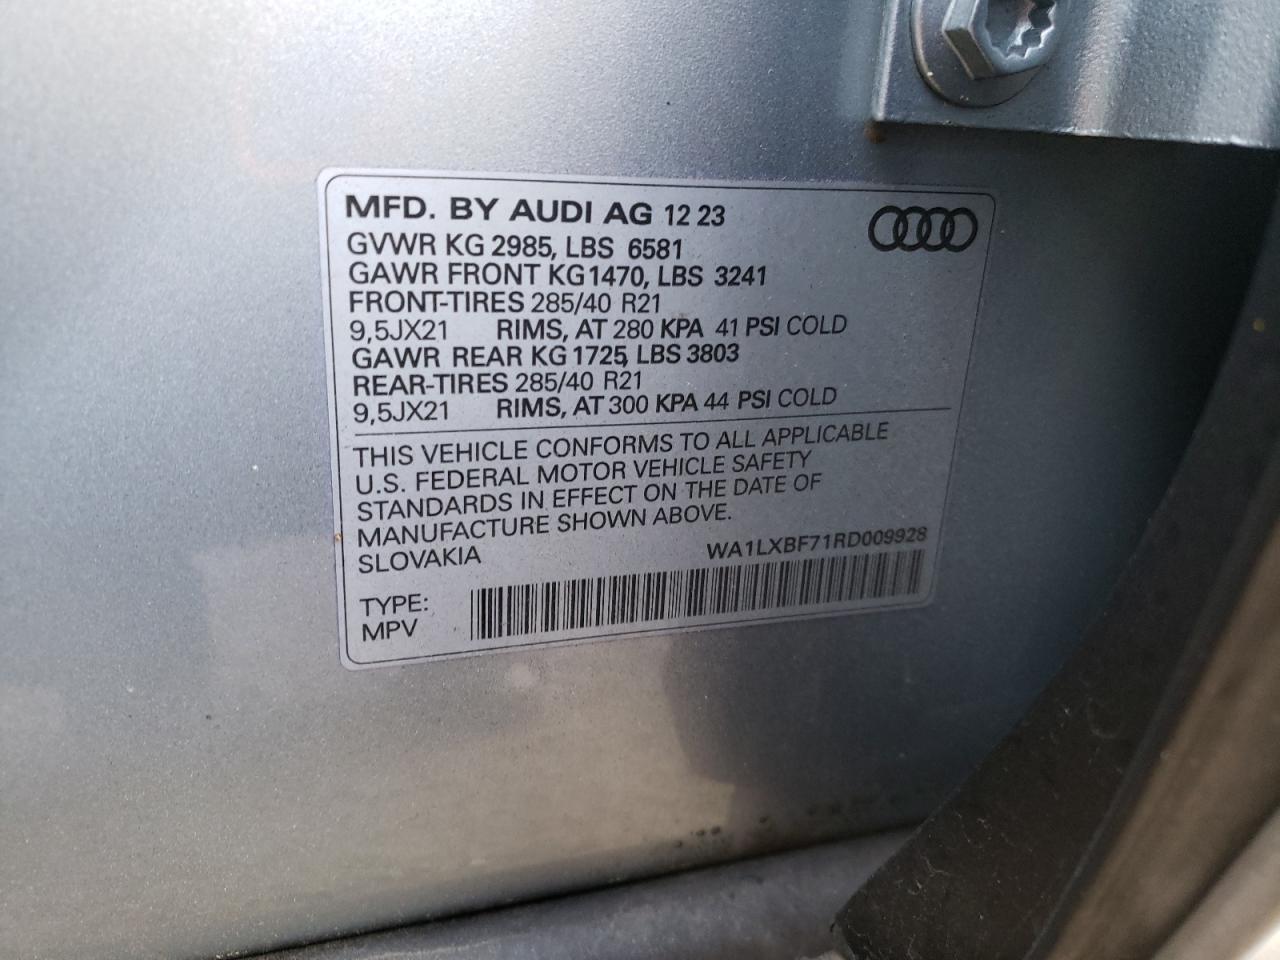 MFD. BY AUDI AG 12 23
GVWR KG 2985, LBS 6581
GAWR FRONT KG1470, LBS 3241
FRONT-TIRES 285/40 R21
9,5JX21 RIMS, AT 280 KPA 41 PSI COLD
GAWR REAR KG 1725, LBS 3803
REAR-TIRES 285/40 R21
9,5JX21 RIMS, AT 300 KPA 44 PSI COLD
THIS VEHICLE CONFORMS TO ALL APPLICABLE
U.S. FEDERAL MOTOR VEHICLE SAFETY
STANDARDS IN EFFECT ON THE DATE OF
MANUFACTURE SHOWN ABOVE.
SLOVAKIA WA1LXBF71RD009928
TYPE:
MPV